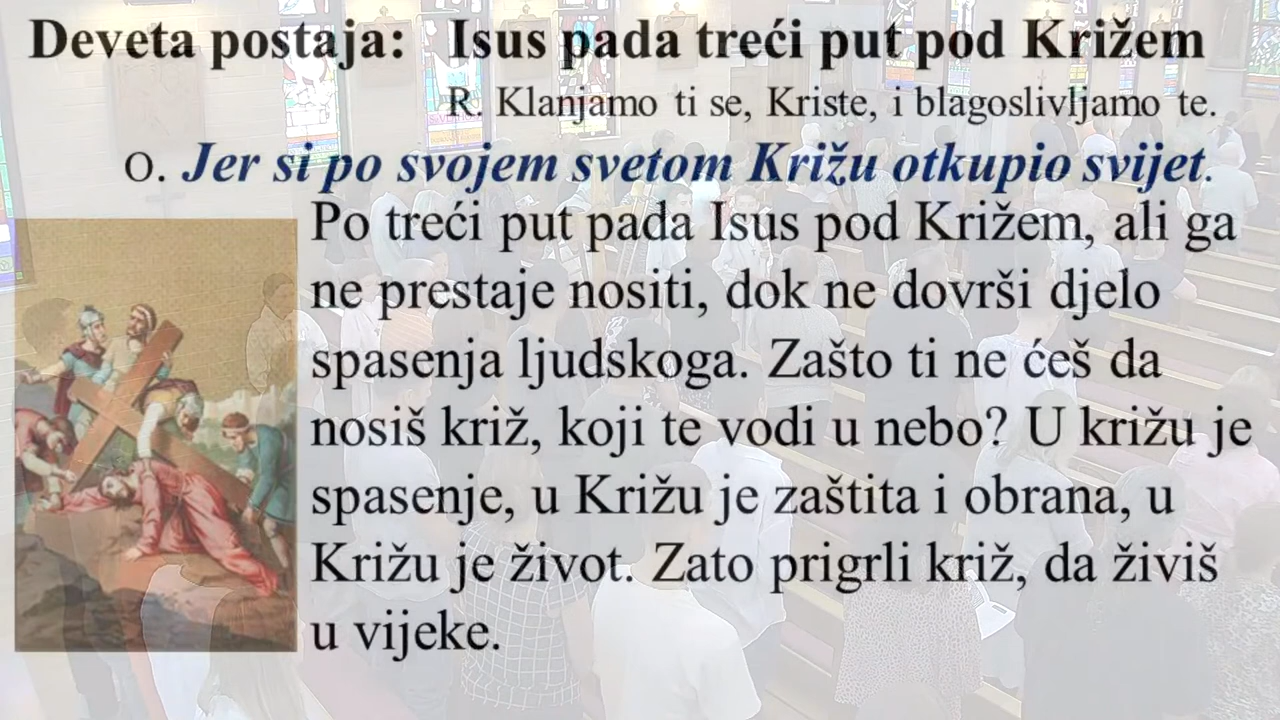 Deveta postaja: Isus pada treći put pod Križem
R. Klanjamo ti se, Kriste, i blagoslivljamo te.
O. Jer si po svojem svetom Križu otkupio svijet.
Po treći put pada Isus pod Križem, ali ga
ne prestaje nositi, dok ne dovrši djelo
spasenja ljudskoga. Zašto ti ne ćeš da
nosiš križ, koji te vodi u nebo? U križu je
spasenje, u Križu je zaštita i obrana, u
Križu je život. Zato prigrli križ, da živiš
u vijeke.